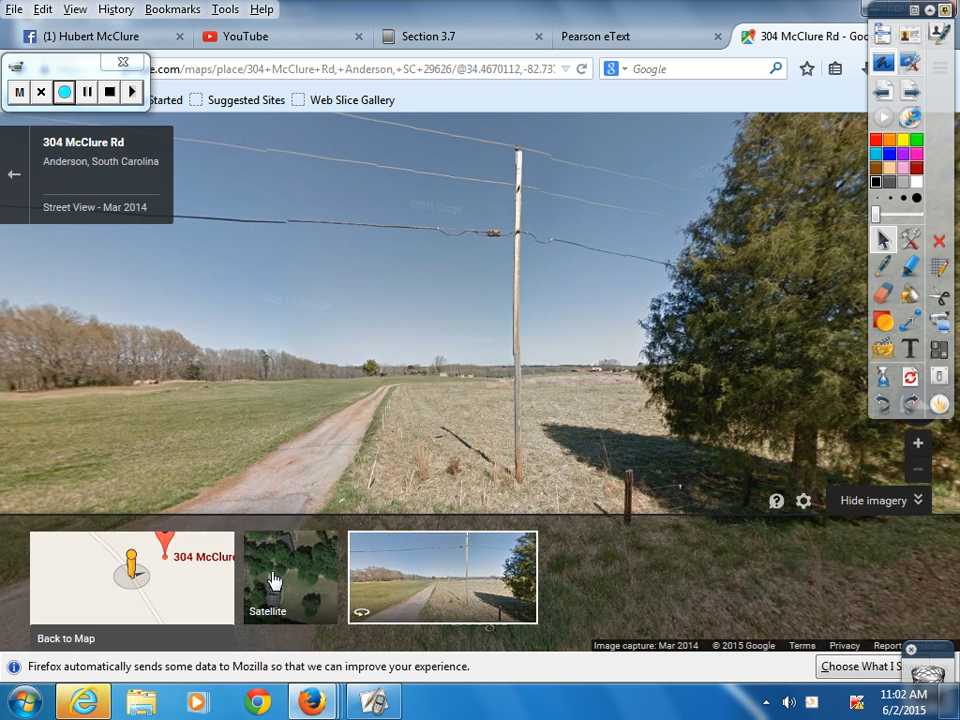 File Edit View History Bookmarks Tools Help
(1) Hubert McClure
YouTube
Section 3.7
Pearson eText
304 McClure Rd - Goo
e.com/maps/place/304+McClure+Rd,+Anderson,+SC+29626/@34.4670112,-82.737
Google
M
Started
Suggested Sites
Web Slice Gallery
304 McClure Rd
Anderson, South Carolina
Street View - Mar 2014
T
Hide imagery
304 McClure
Satellite
Back to Map
Image capture: Mar 2014 © 2015 Google Terms Privacy Report
Firefox automatically sends some data to Mozilla so that we can improve your experience.
Choose What I S
11:02 AM
6/2/2015